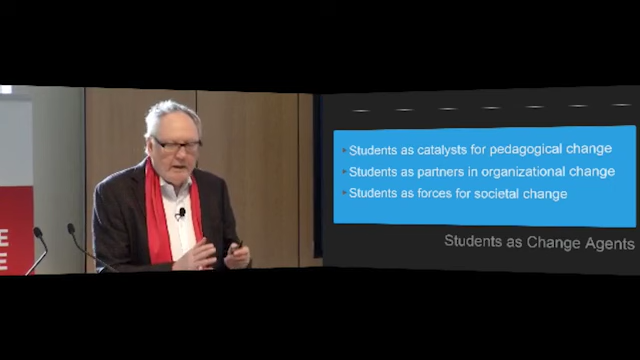 Students as catalysts for pedagogical change
Students as partners in organizational change
Students as forces for societal change
Students as Change Agents